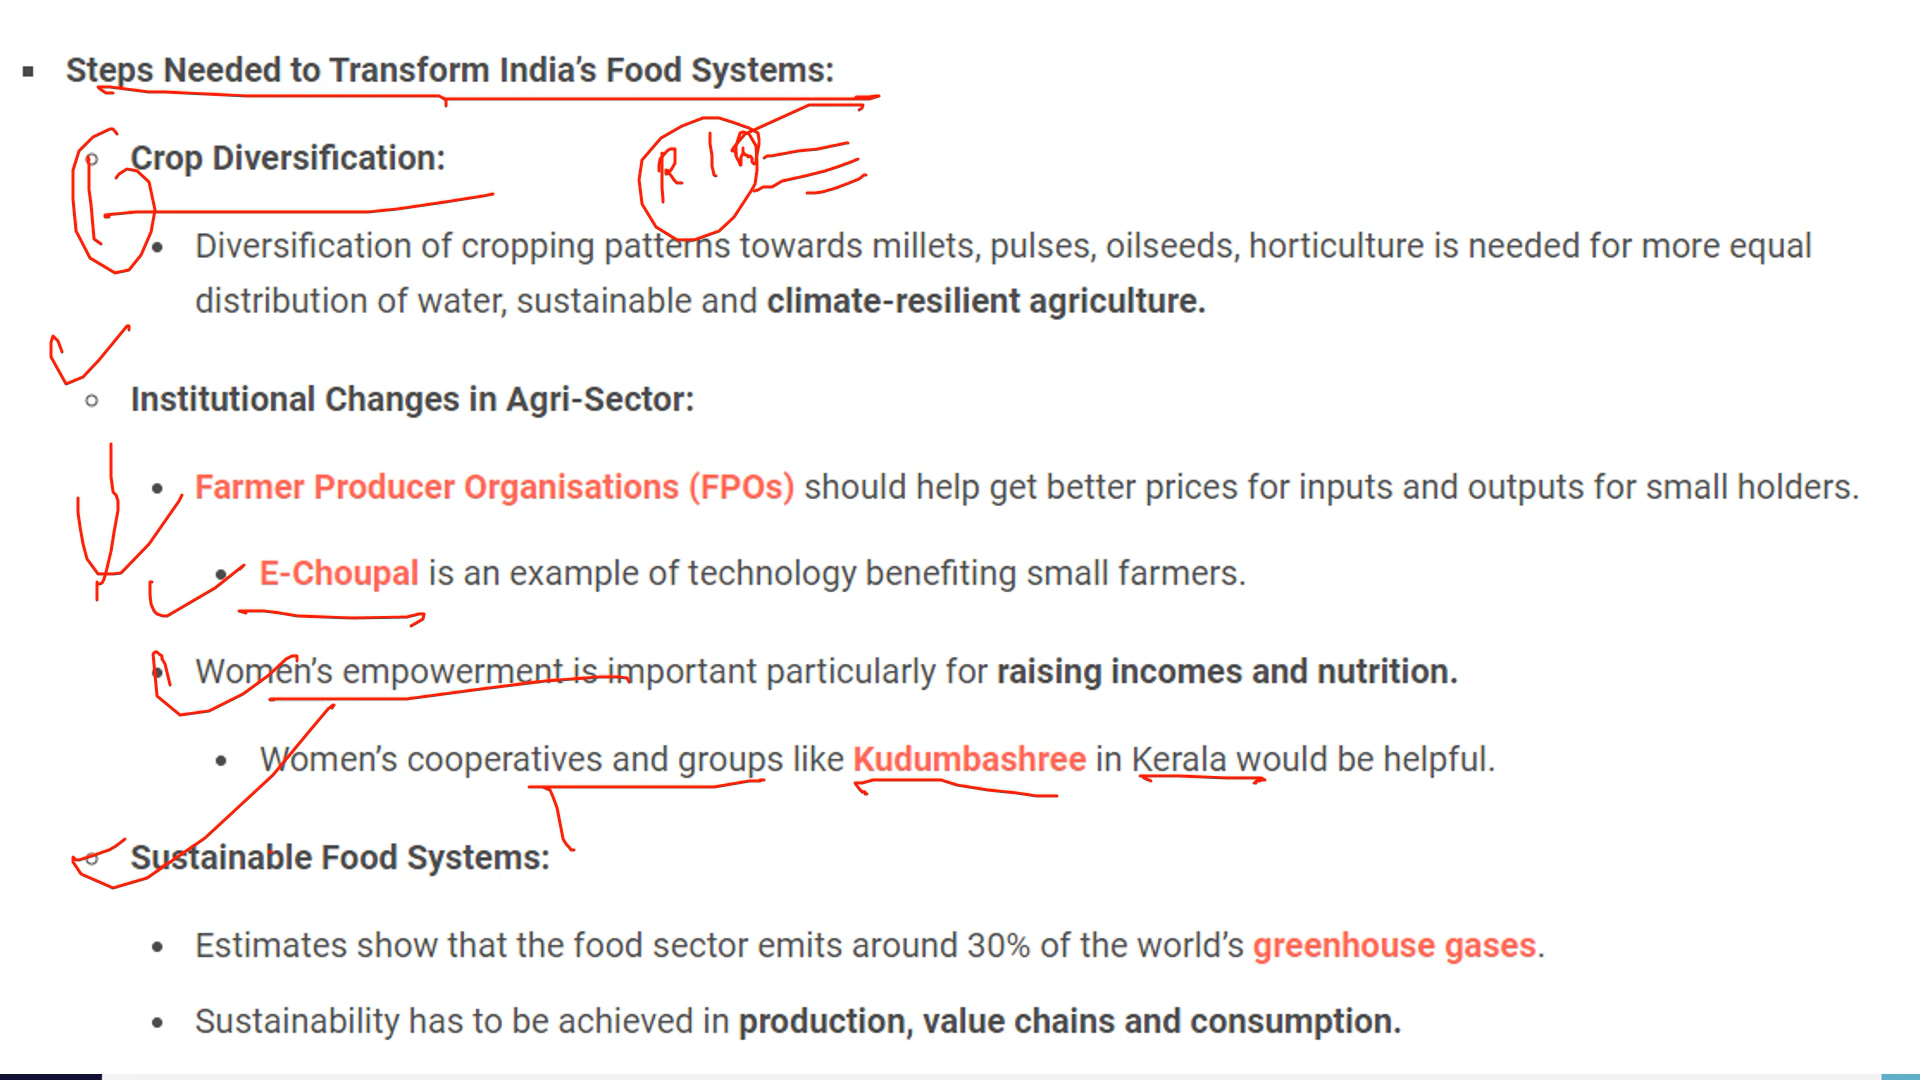 Steps Needed to Transform India's Food Systems:
Crop Diversification:
Diversification of cropping patterns towards millets, pulses, oilseeds, horticulture is needed for more equal
distribution of water, sustainable and climate-resilient agriculture.
Institutional Changes in Agri-Sector:
Farmer Producer Organisations (FPOs) should help get better prices for inputs and outputs for small holders.
E-Choupal is an example of technology benefiting small farmers.
Women's empowerment is important particularly for raising incomes and nutrition.
Women's cooperatives and groups like Kudumbashree in Kerala would be helpful.
Sustainable Food Systems:
Estimates show that the food sector emits around 30% of the world's greenhouse gases.
Sustainability has to be achieved in production, value chains and consumption.